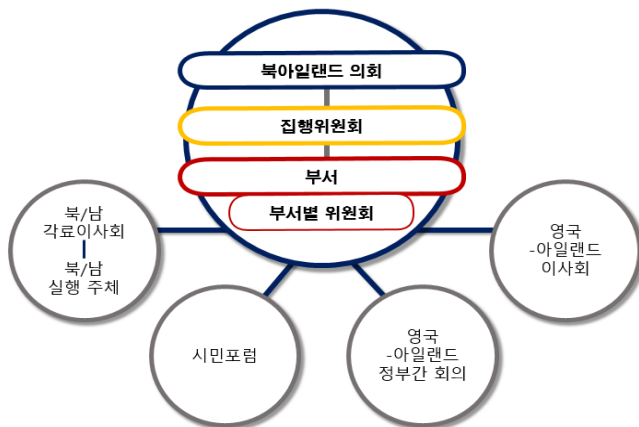 북아일랜드 의회
집행위원회
부서
부서별 위원회
북/남
각료이사회
북/남
실행 주체
시민포럼
영국
-아일랜드
정부간 회의
영국
-아일랜드
이사회